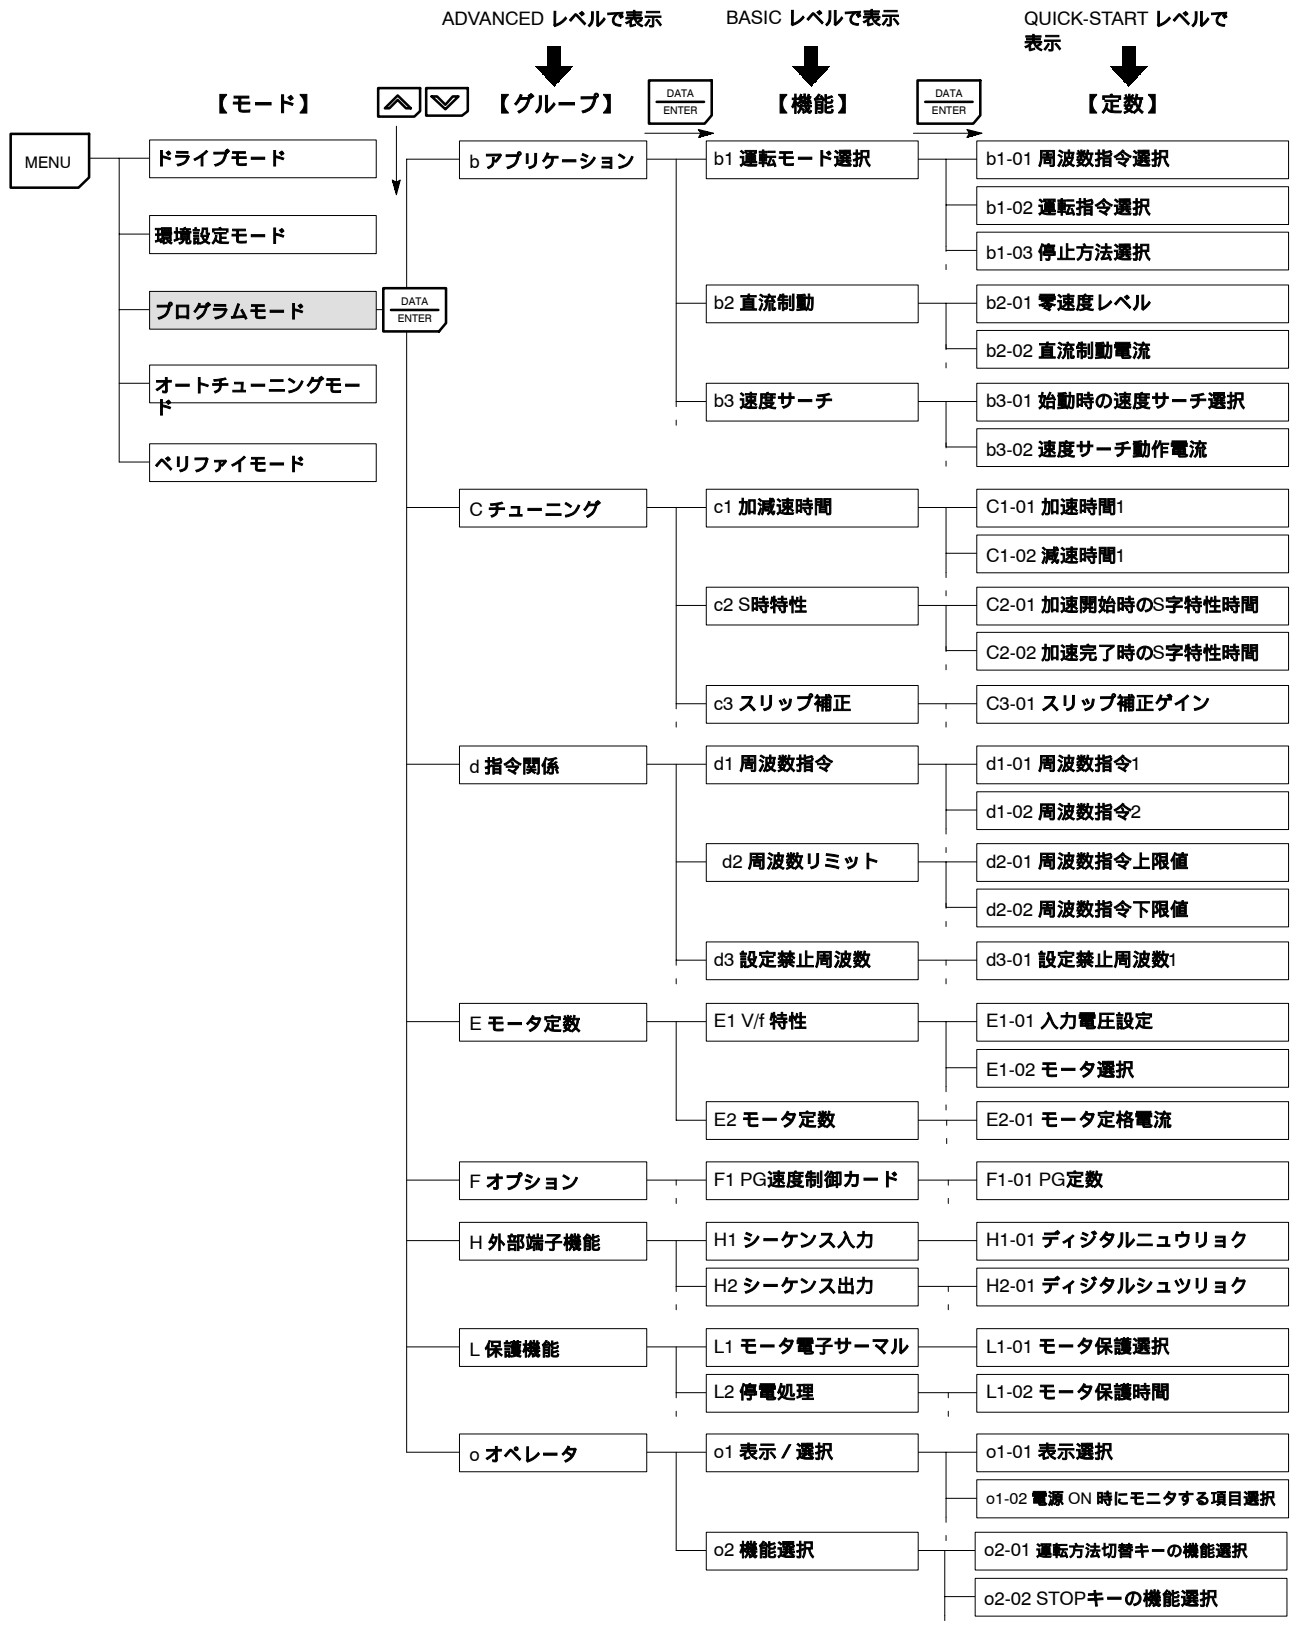 ADVANCED レベルで表示
BASIC レベルで表示
QUICK-START レベルで
表示
【モード】
【グループ】
DATA
ENTER
【機能】
DATA
ENTER
【定数】
MENU
ドライブモード
環境設定モード
プログラムモード
DATA
ENTER
オートチューニングモー
ド
ベリファイモード
b アプリケーション
b1 運転モード選択
b1-01 周波数指令選択
b1-02 運転指令選択
b1-03 停止方法選択
b2 直流制動
b2-01 零速度レベル
b2-02 直流制動電流
b3 速度サーチ
b3-01 始動時の速度サーチ選択
b3-02 速度サーチ動作電流
C チューニング
c1 加減速時間
C1-01 加速時間1
C1-02 減速時間1
c2 S時特性
C2-01 加速開始時のS字特性時間
C2-02 加速完了時のS字特性時間
c3 スリップ補正
C3-01 スリップ補正ゲイン
d 指令関係
d1 周波数指令
d1-01 周波数指令1
d1-02 周波数指令2
d2 周波数リミット
d2-01 周波数指令上限値
d2-02 周波数指令下限値
d3 設定禁止周波数
d3-01 設定禁止周波数1
E モータ定数
E1 V/f 特性
E1-01 入力電圧設定
E1-02 モータ選択
E2 モータ定数
E2-01 モータ定格電流
F オプション
F1 PG速度制御カード
F1-01 PG定数
H 外部端子機能
H1 シーケンス入力
H1-01 ディジタルニュウリョク
H2 シーケンス出力
H2-01 ディジタルシュツリョク
L 保護機能
L1 モータ電子サーマル
L1-01 モータ保護選択
L2 停電処理
L1-02 モータ保護時間
o オペレータ
o1 表示 / 選択
o1-01 表示選択
o1-02 電源 ON 時にモニタする項目選択
o2 機能選択
o2-01 運転方法切替キーの機能選択
o2-02 STOPキーの機能選択